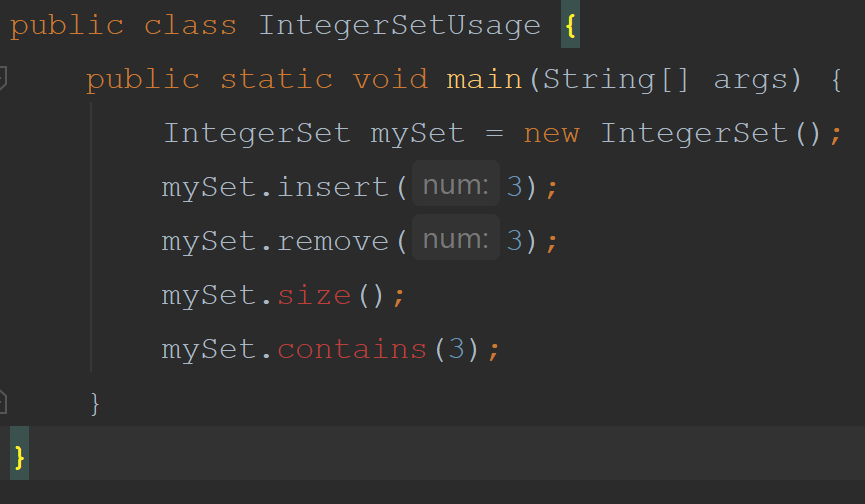 public class IntegerSetUsage {
    public static void main(String[] args) {
        IntegerSet mySet = new IntegerSet();
        mySet.insert( num: 3);
        mySet.remove( num: 3);
        mySet.size();
        mySet.contains(3);
    }
}